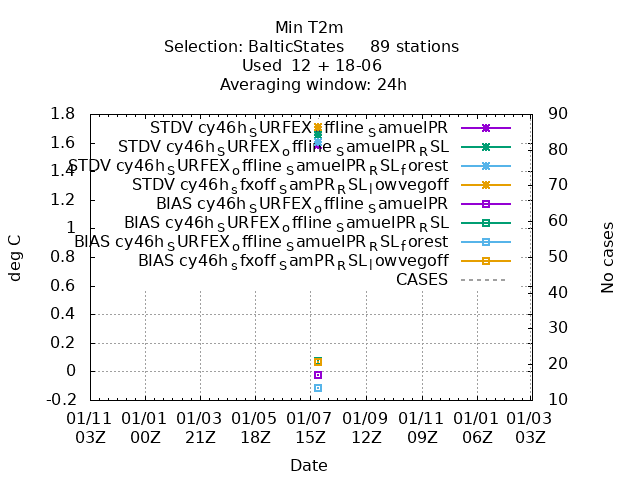 Min T2m
Selection: BalticStates 89 stations
Used 12 + 18-06
Averaging window: 24h
1.8
1.6
1.4
1.2
1
0.8
0.6
0.4
0.2
0
-0.2
deg C
STDV cy46h_SURFEX_offline_SamuelPR
STDV cy46h_SURFEX_offline_SamuelPR_RSL
STDV cy46h_SURFEX_offline_SamuelPR_RSL_forest
STDV cy46h_sfxoff_SamPR_RSL_lowvegoff
BIAS cy46h_SURFEX_offline_SamuelPR
BIAS cy46h_SURFEX_offline_SamuelPR_RSL
BIAS cy46h_SURFEX_offline_SamuelPR_RSL_forest
BIAS cy46h_sfxoff_SamPR_RSL_lowvegoff
CASES
90
80
70
60
50
40
30
20
10
No cases
01/11 01/01 01/03 01/05 01/07 01/09 01/11 01/01 01/03
03Z 00Z 21Z 18Z 15Z 12Z 09Z 06Z 03Z
Date